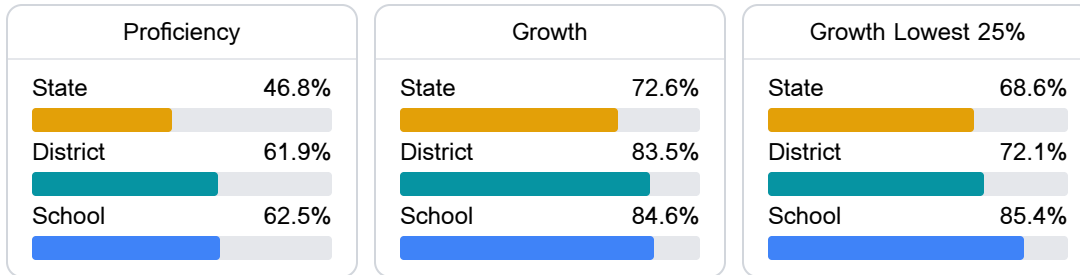 Proficiency
State 46.8%
District 61.9%
School 62.5%
Growth
State 72.6%
District 83.5%
School 84.6%
Growth Lowest 25%
State 68.6%
District 72.1%
School 85.4%